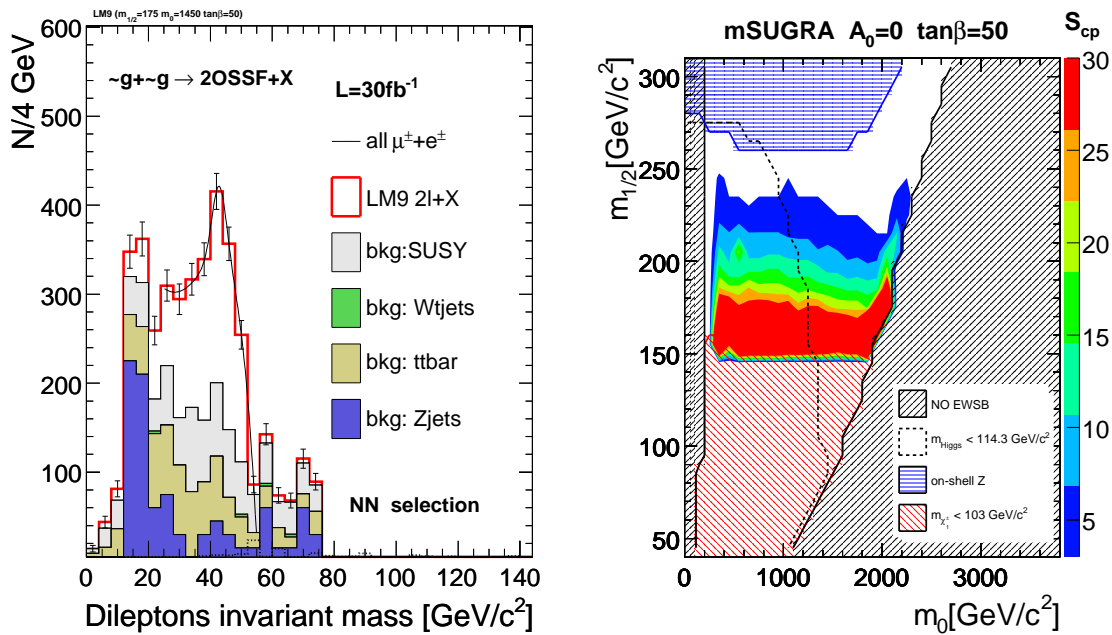 LM9 (m1/2=175 m0=1450 tanβ=50)
N/4 GeV
600
500
400
300
200
100
~g+~g → 2OSSF+X
L=30fb-1
all μ±+e±
LM9 2l+X
bkg:SUSY
bkg: Wtjets
bkg: ttbar
bkg: Zjets
NN selection
0 20 40 60 80 100 120 140
Dileptons invariant mass [GeV/c2]
mSUGRA A0=0 tanβ=50
Scp
m1/2[GeV/c2]
300
250
200
150
100
50
NO EWSB
mHiggs < 114.3 GeV/c2
on-shell Z
mχ1± < 103 GeV/c2
0 1000 2000 3000
m0[GeV/c2]
30
25
20
15
10
5